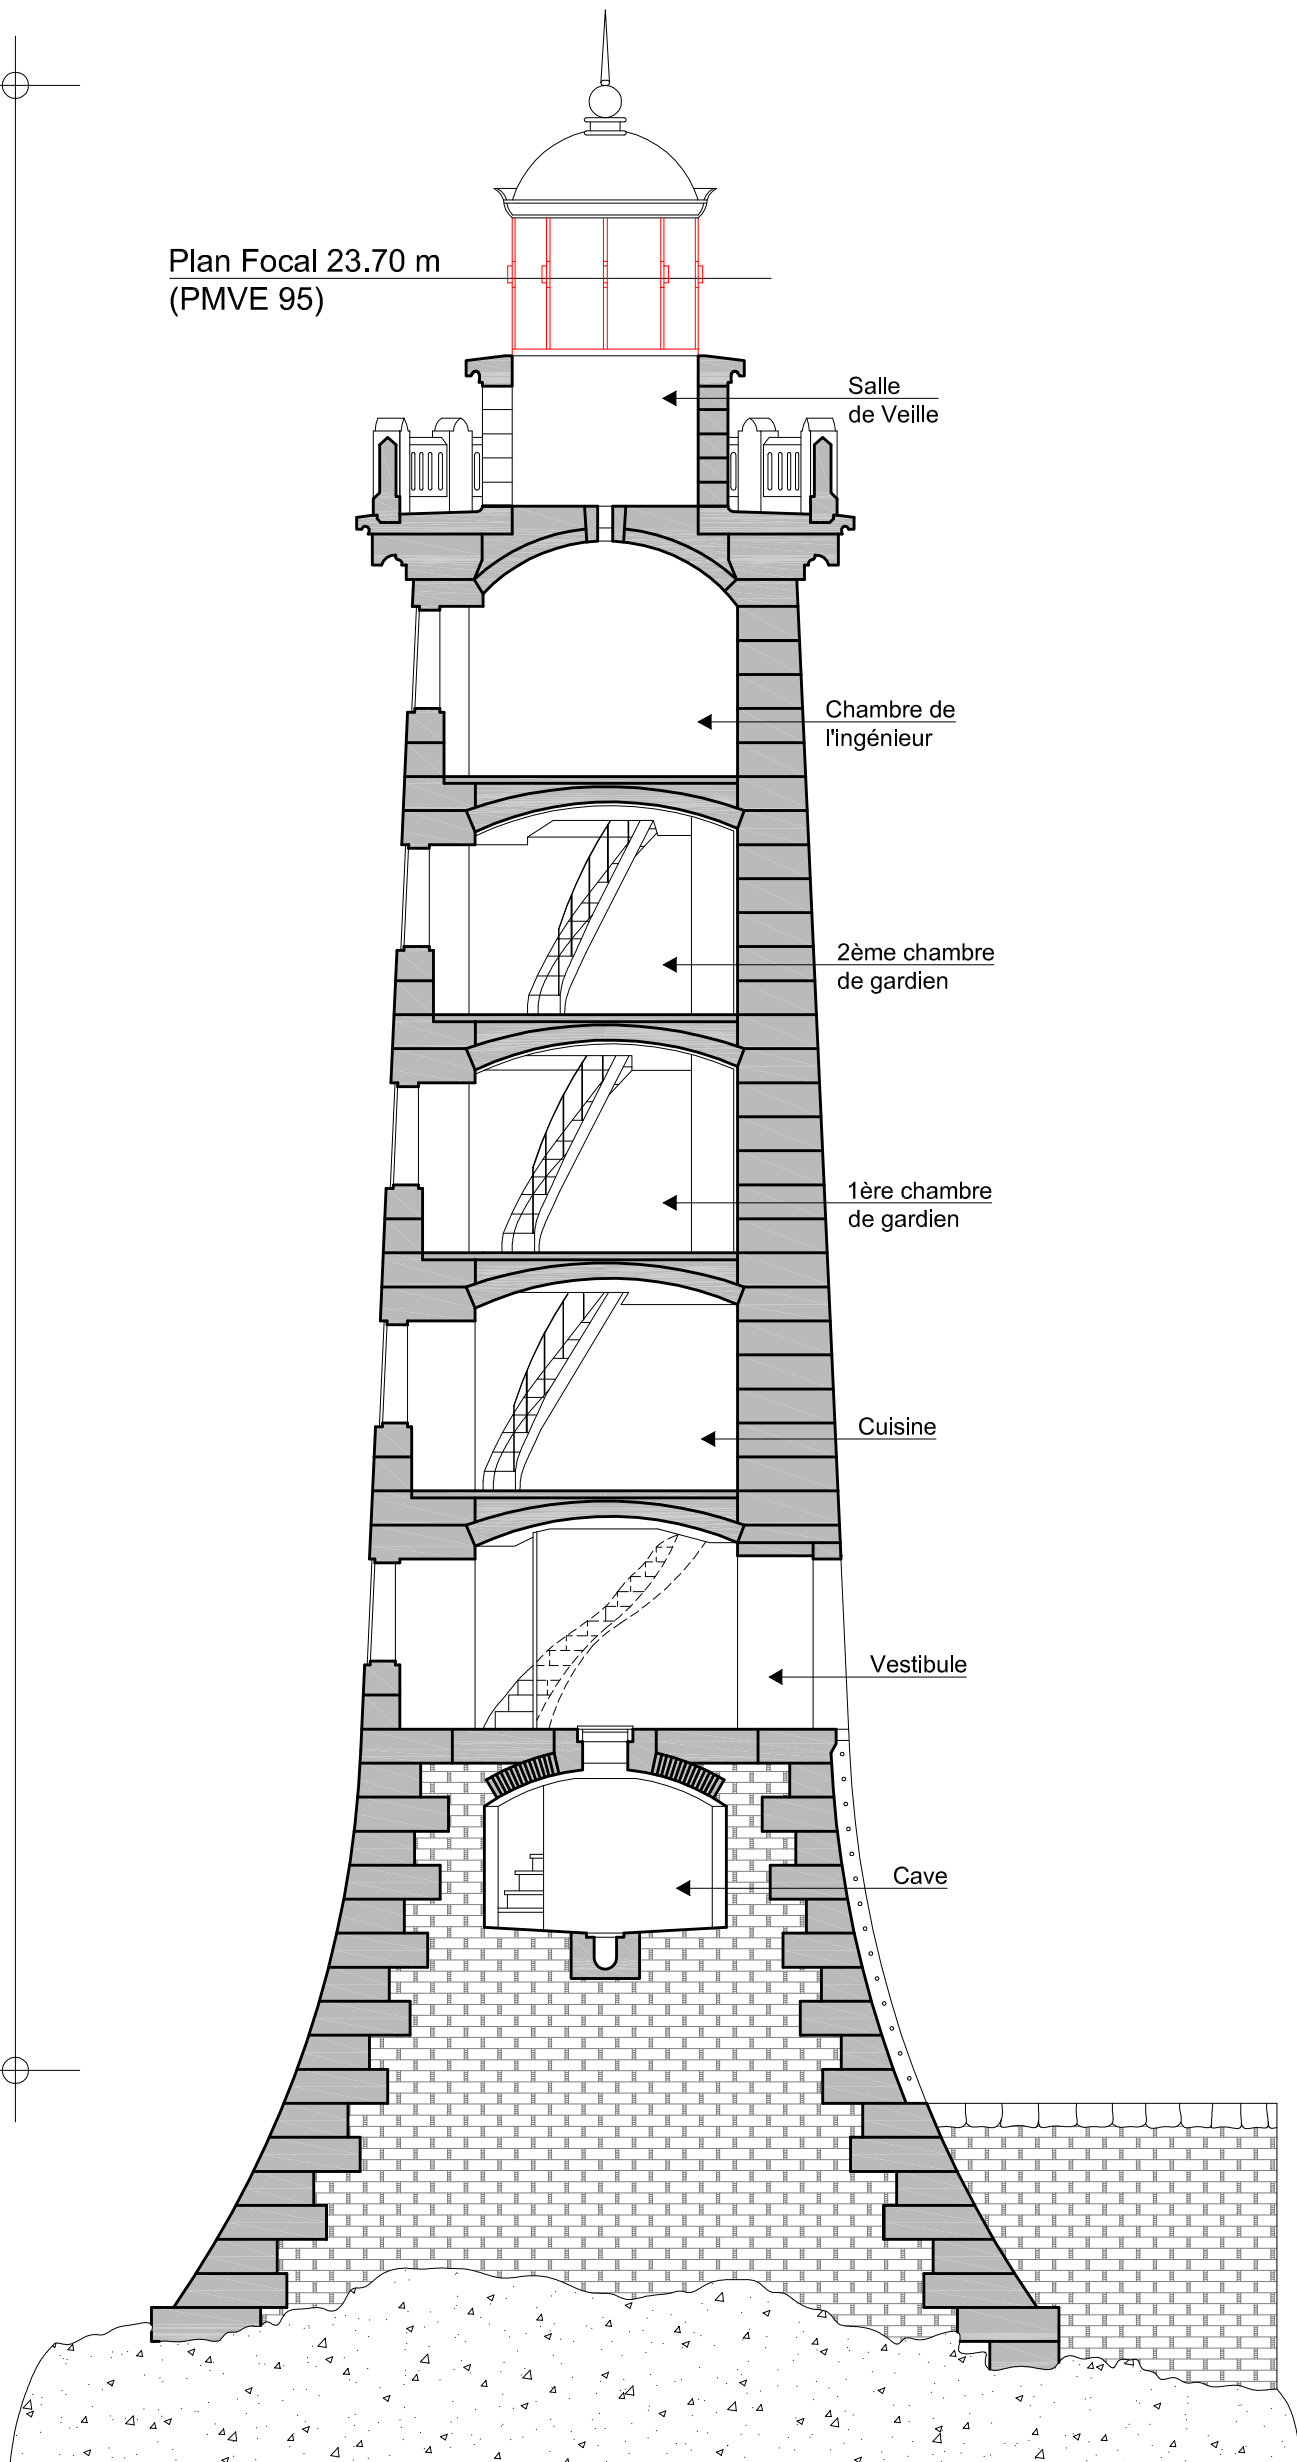 Plan Focal 23.70 m
(PMVE 95)
Salle
de Veille
Chambre de
l'ingénieur
2ème chambre
de gardien
1ère chambre
de gardien
Cuisine
Vestibule
Cave